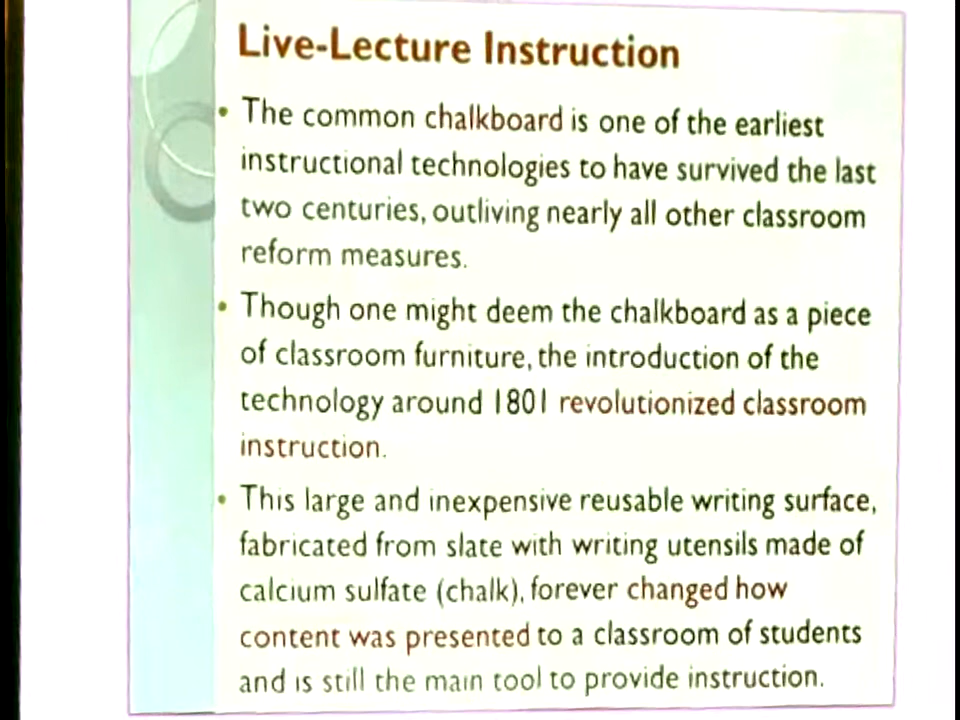 Live-Lecture Instruction
• The common chalkboard is one of the earliest
instructional technologies to have survived the last
two centuries, outliving nearly all other classroom
reform measures.
• Though one might deem the chalkboard as a piece
of classroom furniture, the introduction of the
technology around 1801 revolutionized classroom
instruction.
• This large and inexpensive reusable writing surface,
fabricated from slate with writing utensils made of
calcium sulfate (chalk), forever changed how
content was presented to a classroom of students
and is still the main tool to provide instruction.